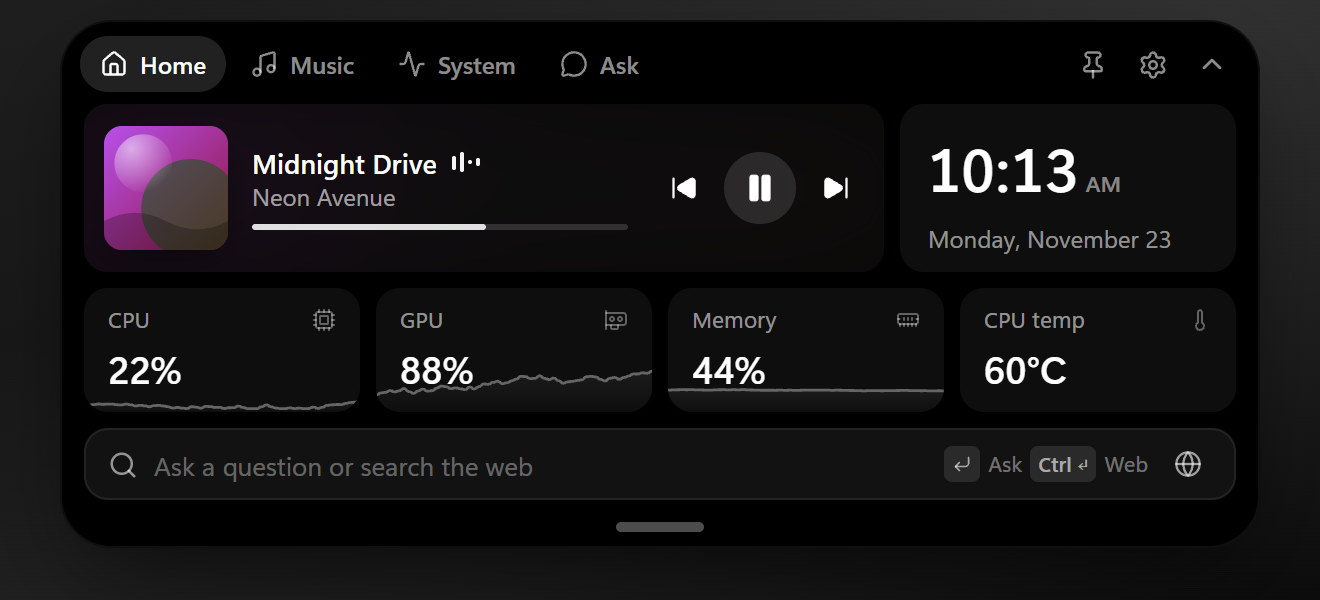 Home Music System Ask
Midnight Drive
Neon Avenue
10:13 AM
Monday, November 23
CPU
22%
GPU
88%
Memory
44%
CPU temp
60°C
Ask a question or search the web
Ask Ctrl Web